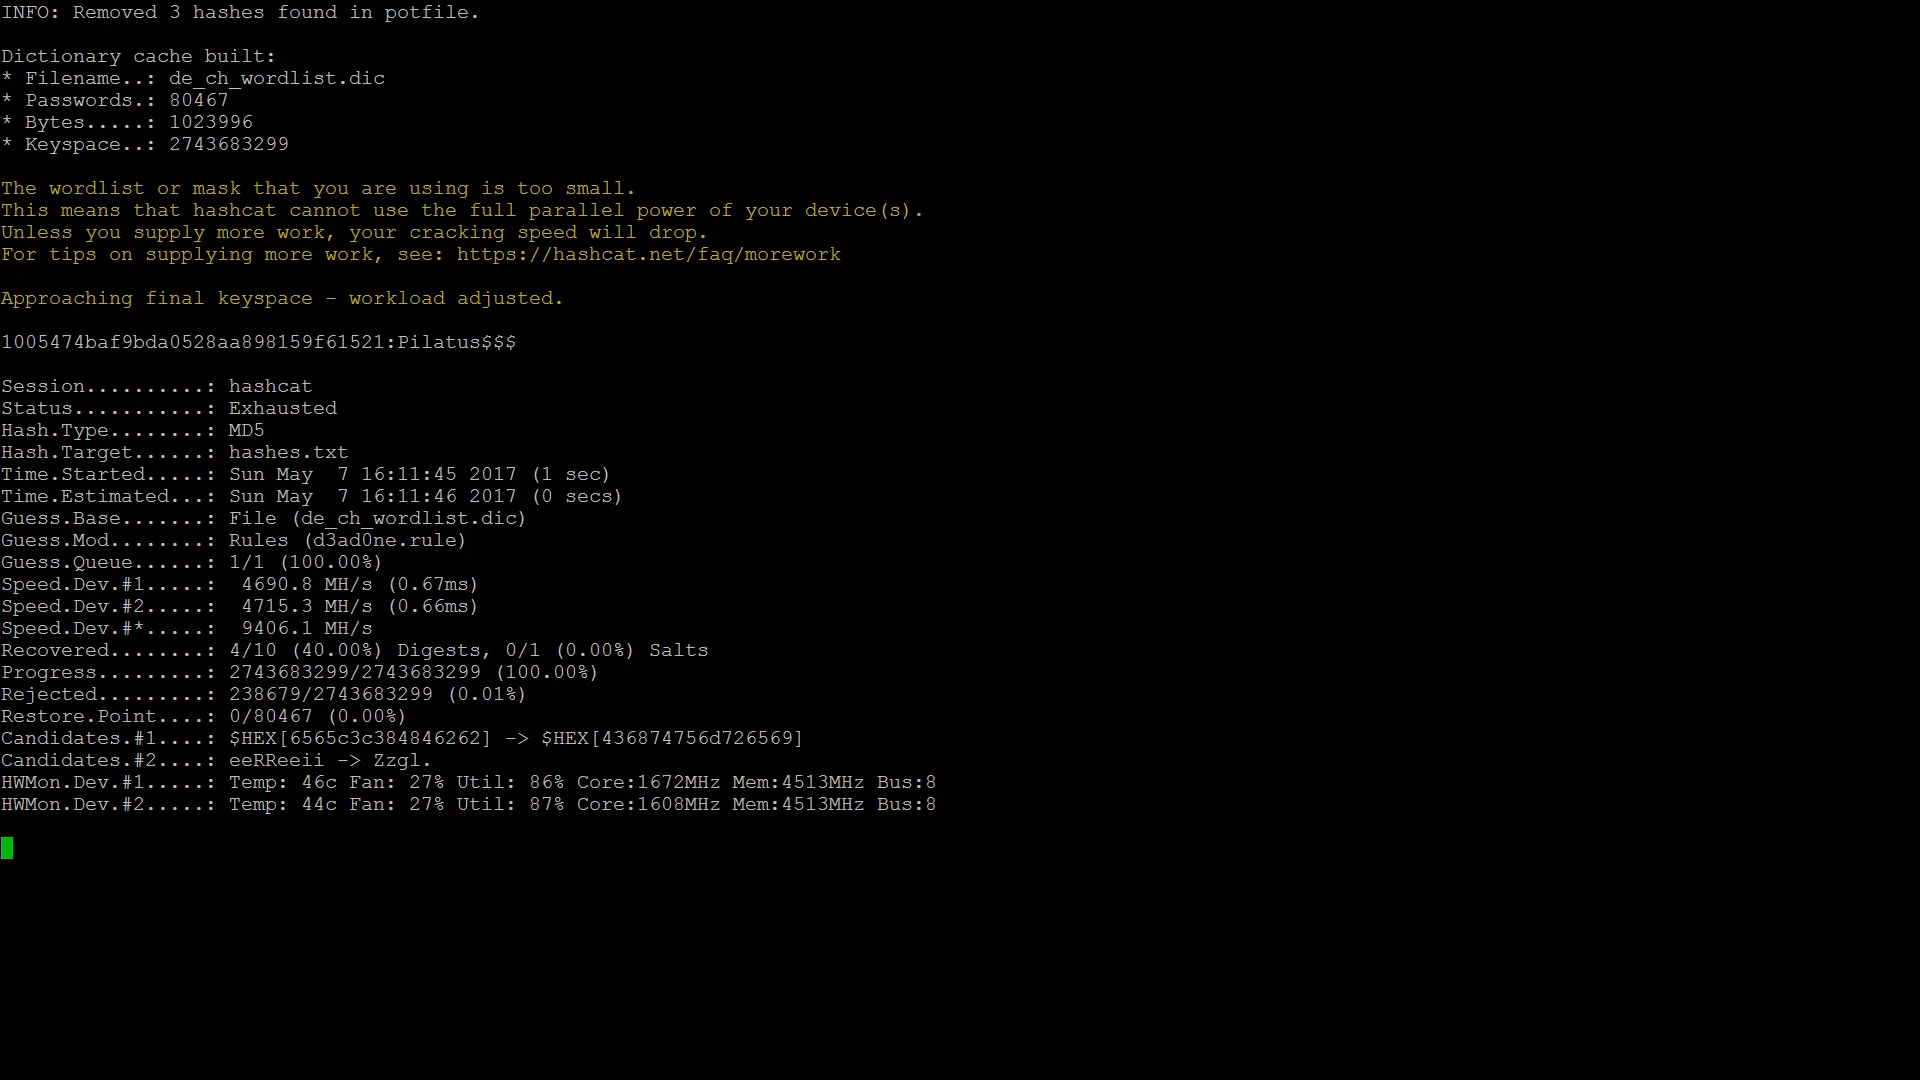 INFO: Removed 3 hashes found in potfile.
Dictionary cache built:
* Filename..: de_ch_wordlist.dic
* Passwords.: 80467
* Bytes.....: 1023996
* Keyspace..: 2743683299
The wordlist or mask that you are using is too small.
This means that hashcat cannot use the full parallel power of your device(s).
Unless you supply more work, your cracking speed will drop.
For tips on supplying more work, see: https://hashcat.net/faq/morework
Approaching final keyspace - workload adjusted.
1005474baf9bda0528aa898159f61521:Pilatus$$$
Session..........: hashcat
Status...........: Exhausted
Hash.Type........: MD5
Hash.Target......: hashes.txt
Time.Started.....: Sun May  7 16:11:45 2017 (1 sec)
Time.Estimated...: Sun May  7 16:11:46 2017 (0 secs)
Guess.Base.......: File (de_ch_wordlist.dic)
Guess.Mod........: Rules (d3ad0ne.rule)
Guess.Queue......: 1/1 (100.00%)
Speed.Dev.#1.....:  4690.8 MH/s (0.67ms)
Speed.Dev.#2.....:  4715.3 MH/s (0.66ms)
Speed.Dev.#*.....:  9406.1 MH/s
Recovered........: 4/10 (40.00%) Digests, 0/1 (0.00%) Salts
Progress.........: 2743683299/2743683299 (100.00%)
Rejected.........: 238679/2743683299 (0.01%)
Restore.Point....: 0/80467 (0.00%)
Candidates.#1....: $HEX[6565c3c384846262] -> $HEX[436874756d726569]
Candidates.#2....: eeRReeii -> Zzgl.
HWMon.Dev.#1.....: Temp: 46c Fan: 27% Util: 86% Core:1672MHz Mem:4513MHz Bus:8
HWMon.Dev.#2.....: Temp: 44c Fan: 27% Util: 87% Core:1608MHz Mem:4513MHz Bus:8